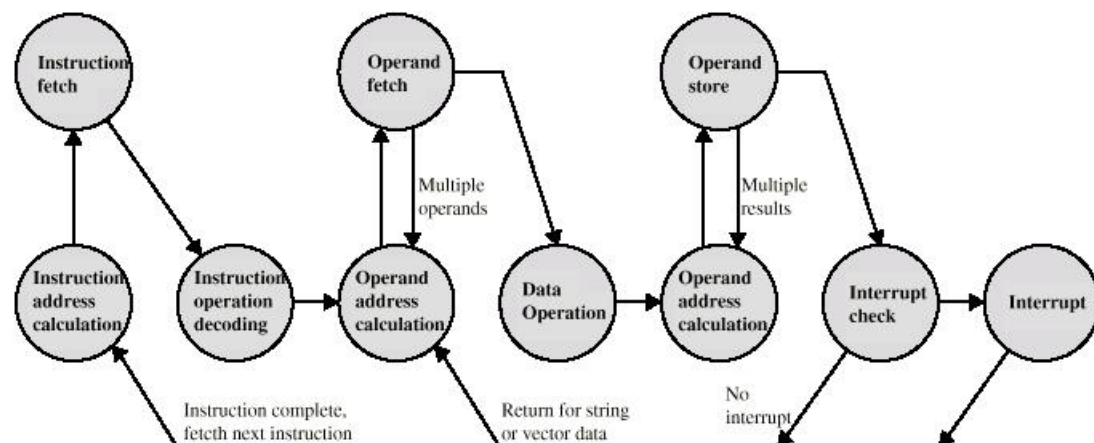 Instruction
fetch
Operand
fetch
Operand
store
Multiple
operands
Multiple
results
Instruction
address
calculation
Instruction
operation
decoding
Operand
address
calculation
Data
Operation
Operand
address
calculation
Interrupt
check
Interrupt
Instruction complete,
fetcth next instruction
Return for string
or vector data
No
interrupt